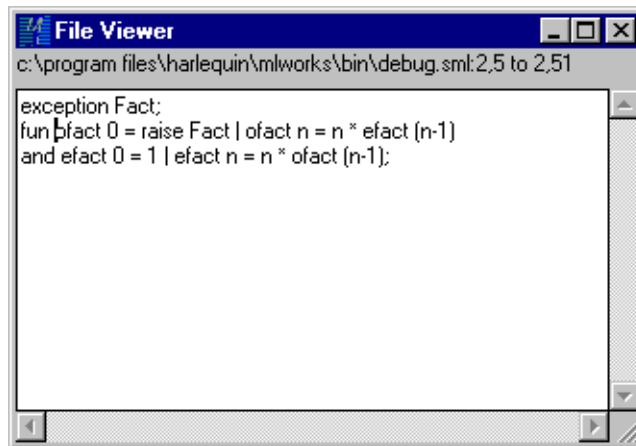 File Viewer
c:\program files\harlequin\mlworks\bin\debug.sml:2,5 to 2,51
exception Fact;
fun ofact 0 = raise Fact | ofact n = n * efact (n-1)
and efact 0 = 1 | efact n = n * ofact (n-1);